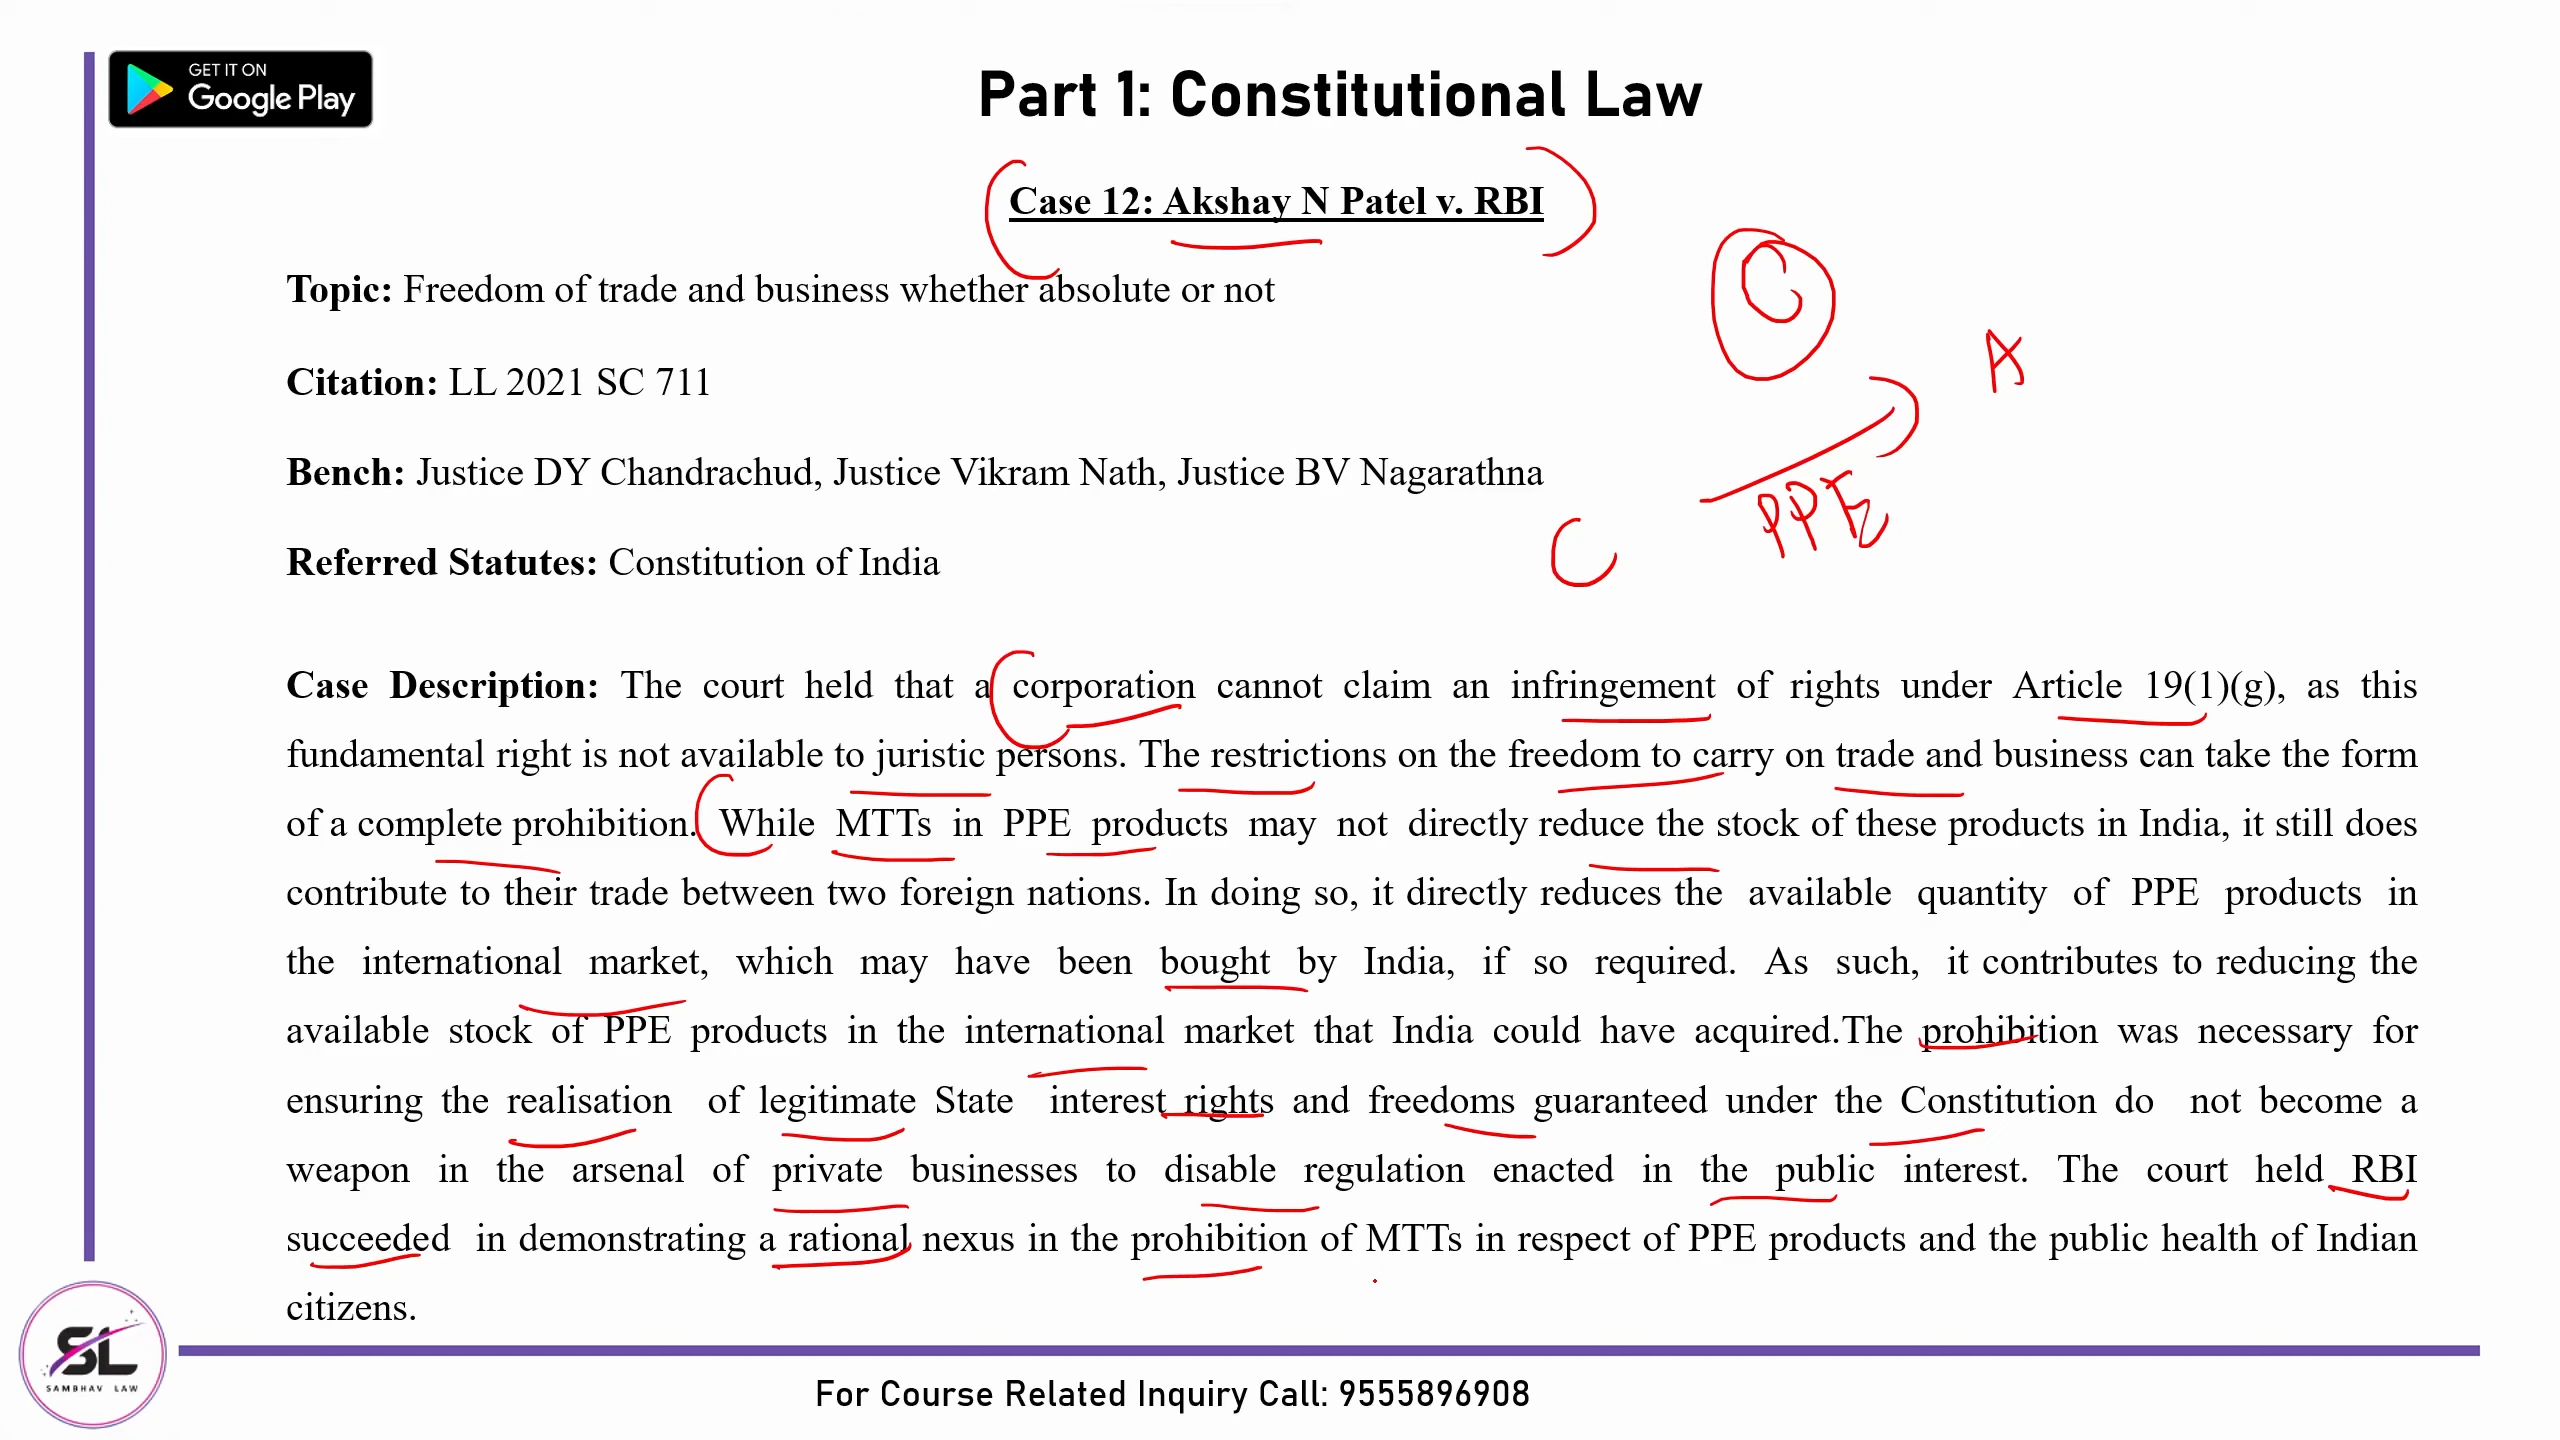 GET IT ON
Google Play
Part 1: Constitutional Law
Case 12: Akshay N Patel v. RBI
Topic: Freedom of trade and business whether absolute or not
C
A
Citation: LL 2021 SC 711
Bench: Justice DY Chandrachud, Justice Vikram Nath, Justice BV Nagarathna
PPE
C
Referred Statutes: Constitution of India
Case Description: The court held that a corporation cannot claim an infringement of rights under Article 19(1)(g), as this
fundamental right is not available to juristic persons. The restrictions on the freedom to carry on trade and business can take the form
of a complete prohibition. While MTTs in PPE products may not directly reduce the stock of these products in India, it still does
contribute to their trade between two foreign nations. In doing so, it directly reduces the available quantity of PPE products in
the international market, which may have been bought by India, if so required. As such, it contributes to reducing the
available stock of PPE products in the international market that India could have acquired.The prohibition was necessary for
ensuring the realisation of legitimate State interest rights and freedoms guaranteed under the Constitution do not become a
weapon in the arsenal of private businesses to disable regulation enacted in the public interest. The court held RBI
succeeded in demonstrating a rational nexus in the prohibition of MTTs in respect of PPE products and the public health of Indian
citizens.
SL
SAMBHAV LAW
For Course Related Inquiry Call: 9555896908